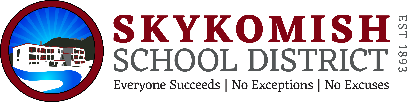 SKYKOMISH
SCHOOL DISTRICT
Everyone Succeeds | No Exceptions | No Excuses
EST 1893